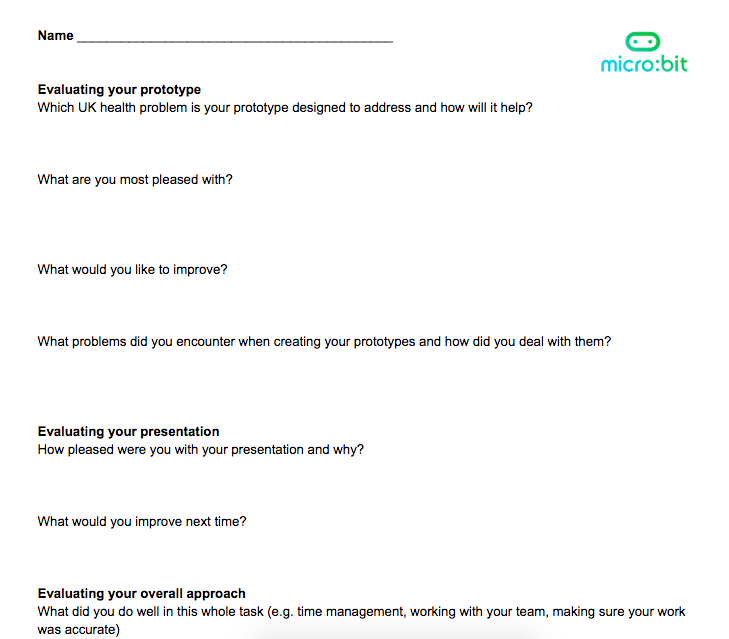 Name ___________________________________________
micro:bit
Evaluating your prototype
Which UK health problem is your prototype designed to address and how will it help?
What are you most pleased with?
What would you like to improve?
What problems did you encounter when creating your prototypes and how did you deal with them?
Evaluating your presentation
How pleased were you with your presentation and why?
What would you improve next time?
Evaluating your overall approach
What did you do well in this whole task (e.g. time management, working with your team, making sure your work
was accurate)